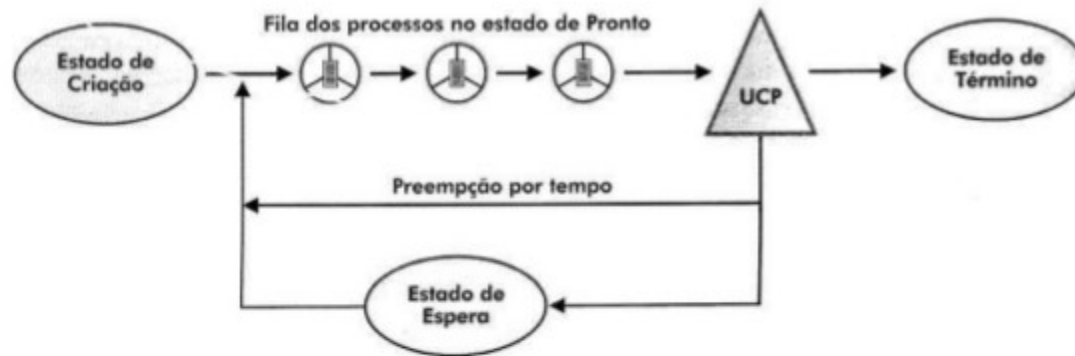 Fila dos processos no estado de Pronto
Estado de
Criação
UCP
Estado de
Término
Preempção por tempo
Estado de
Espera